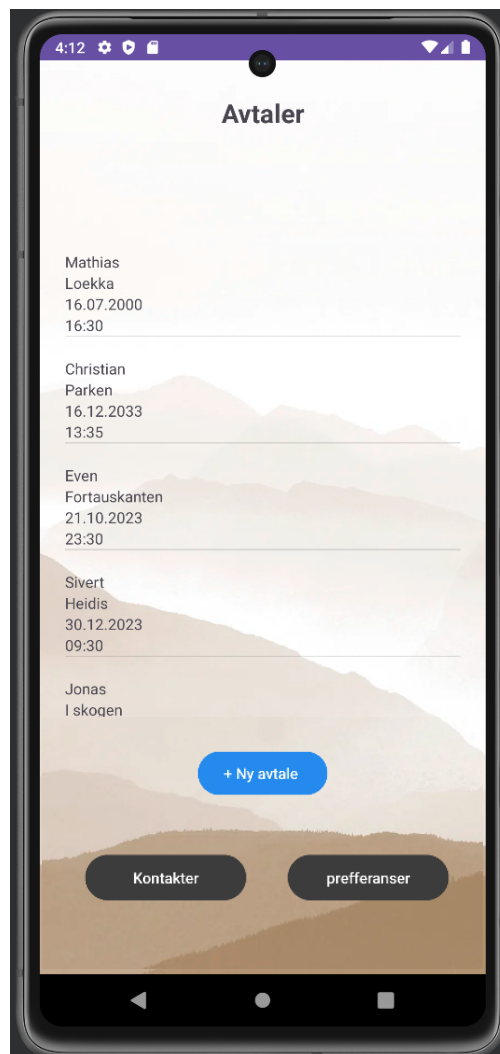 4:12
Avtaler
Mathias
Loekka
16.07.2000
16:30
Christian
Parken
16.12.2033
13:35
Even
Fortauskanten
21.10.2023
23:30
Sivert
Heidis
30.12.2023
09:30
Jonas
I skogen
+ Ny avtale
Kontakter
prefferanser